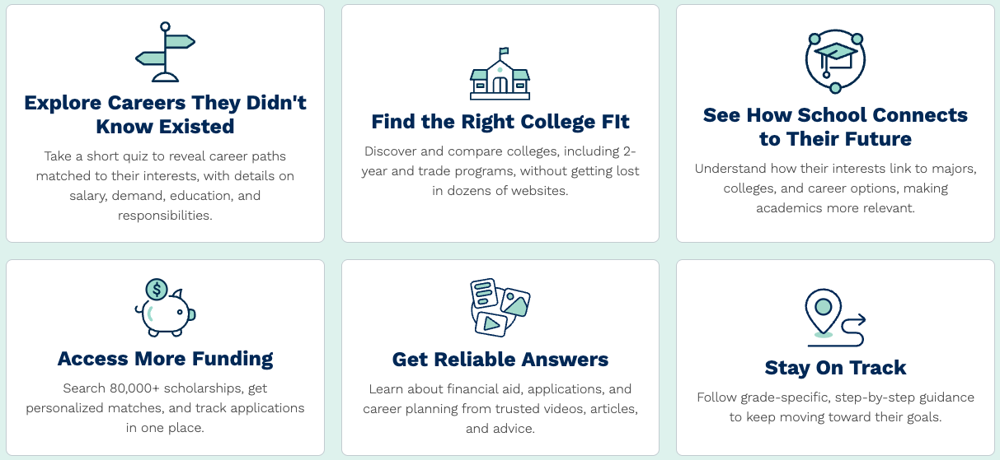 Explore Careers They Didn't
Know Existed
Take a short quiz to reveal career paths
matched to their interests, with details on
salary, demand, education, and
responsibilities.
Find the Right College FIt
Discover and compare colleges, including 2-
year and trade programs, without getting lost
in dozens of websites.
See How School Connects
to Their Future
Understand how their interests link to majors,
colleges, and career options, making
academics more relevant.
$
Access More Funding
Search 80,000+ scholarships, get
personalized matches, and track applications
in one place.
Get Reliable Answers
Learn about financial aid, applications, and
career planning from trusted videos, articles,
and advice.
Stay On Track
Follow grade-specific, step-by-step guidance
to keep moving toward their goals.